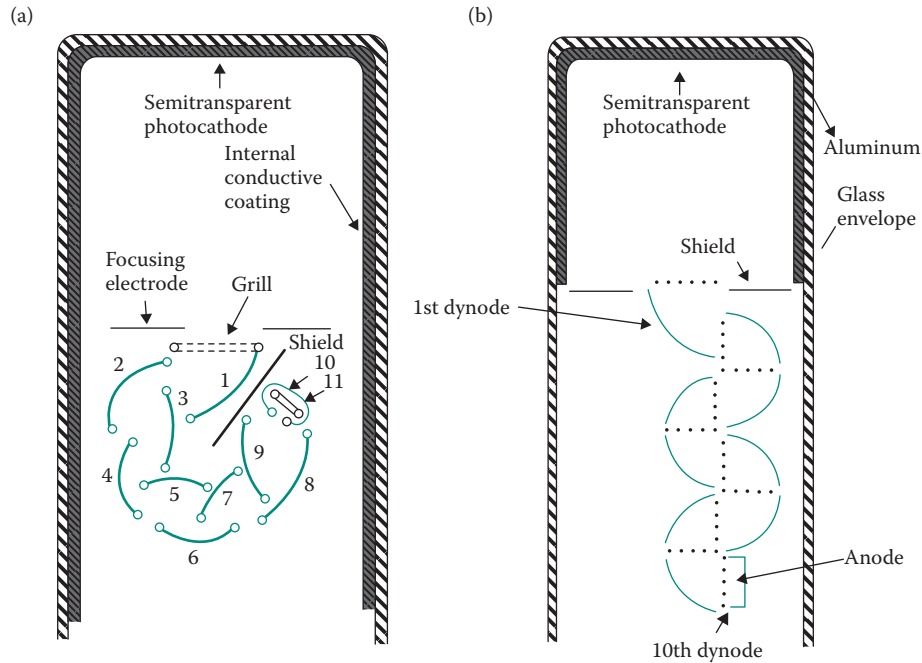 (a)
Semitransparent
photocathode
Internal
conductive
coating
Focusing
electrode
Grill
Shield
10
11
2
1
3
9
4
8
5
7
6
(b)
Semitransparent
photocathode
Aluminum
Glass
envelope
Shield
1st dynode
Anode
10th dynode